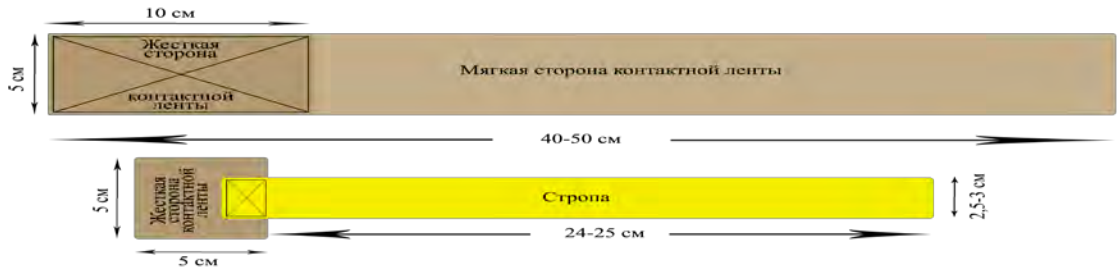 10 см
Жесткая
сторона
контактной
ленты
5 см
Мягкая сторона контактной ленты
40-50 см
5 см
Жесткая
сторона
контактной
ленты
Стропа
2,5-3 см
24-25 см
5 см